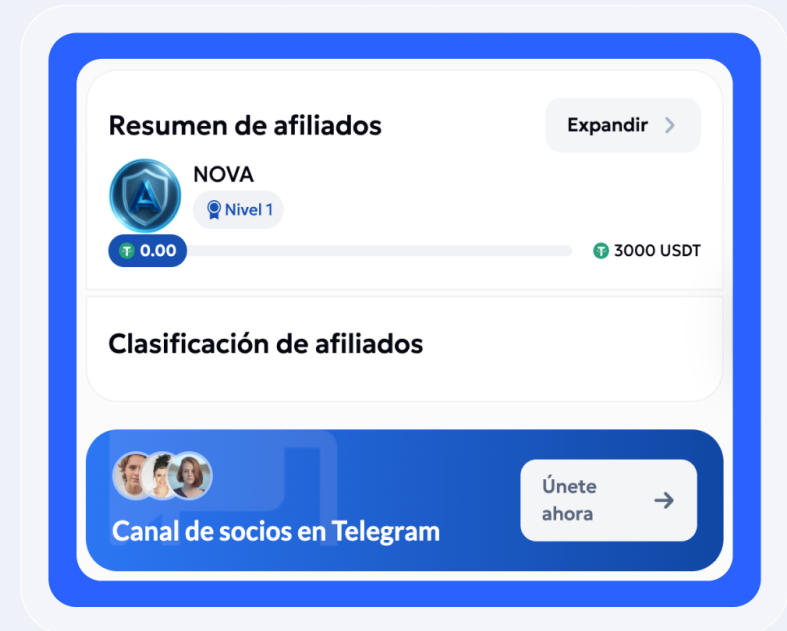 Resumen de afiliados
Expandir
NOVA
Nivel 1
0.00
3000 USDT
Clasificación de afiliados
Canal de socios en Telegram
Únete
ahora